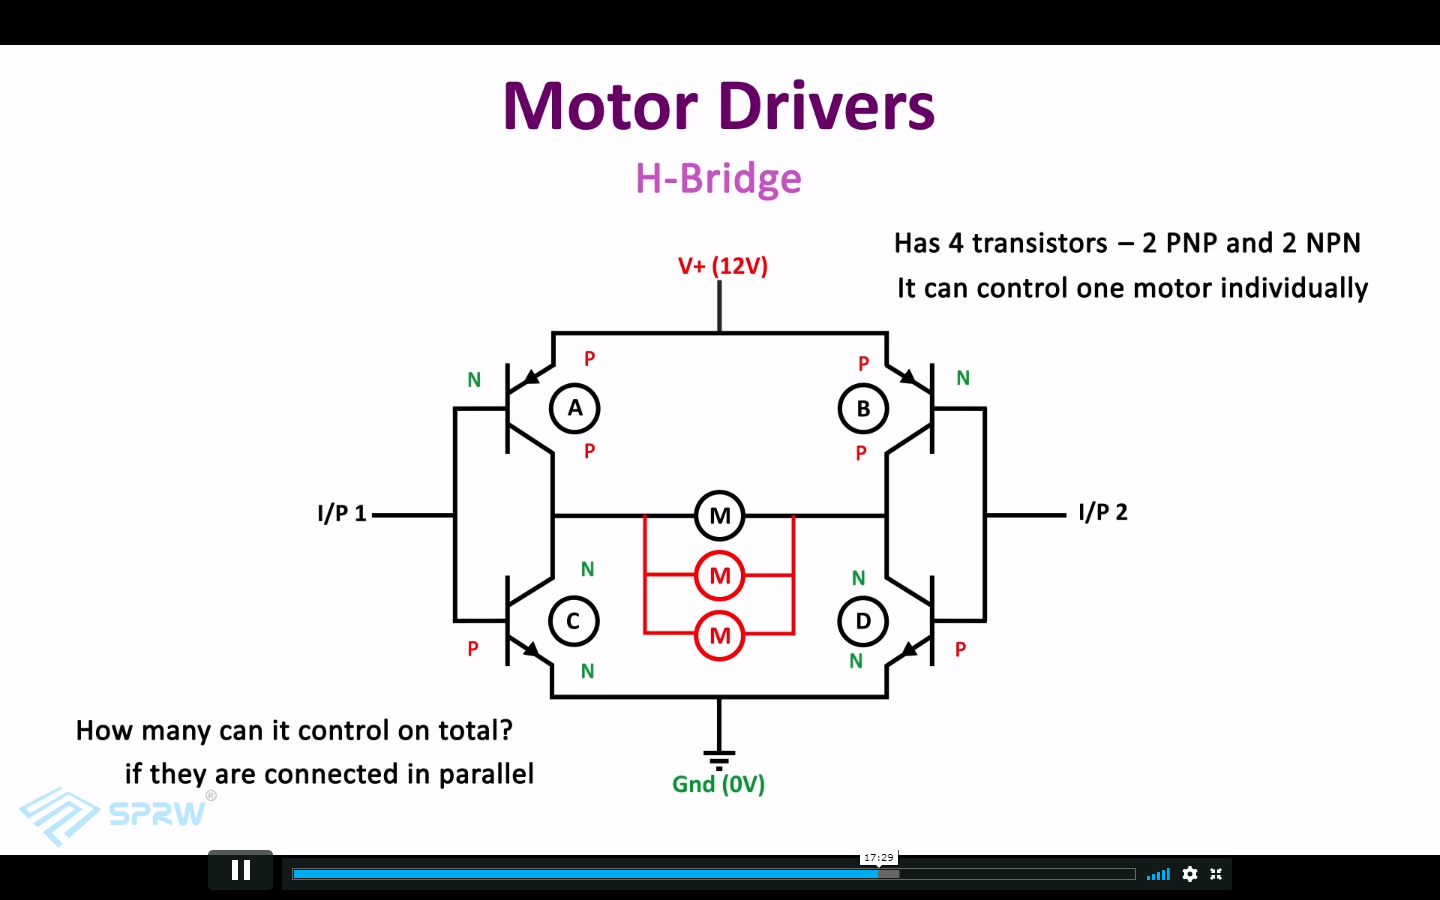 Motor Drivers
H-Bridge
Has 4 transistors – 2 PNP and 2 NPN
It can control one motor individually
V+ (12V)
P
P
N
N
A
B
P
P
I/P 1
M
I/P 2
N
M
N
C
M
D
P
N
N
P
How many can it control on total?
if they are connected in parallel
Gnd (0V)
SPRW®
17:29